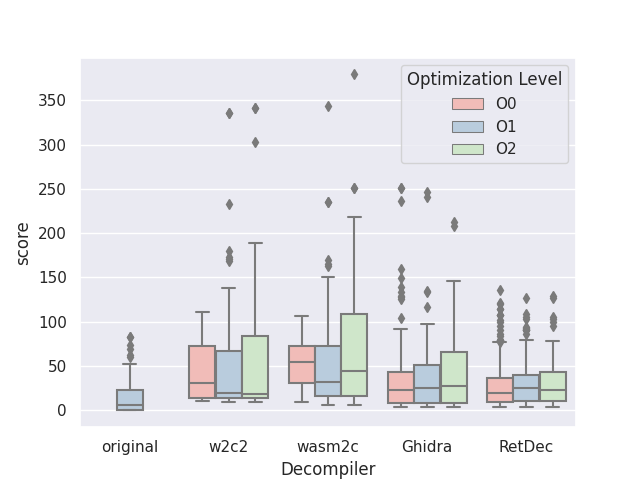 Optimization Level
O0
O1
O2
350
300
250
200
150
100
50
0
score
original w2c2 wasm2c Ghidra RetDec
Decompiler